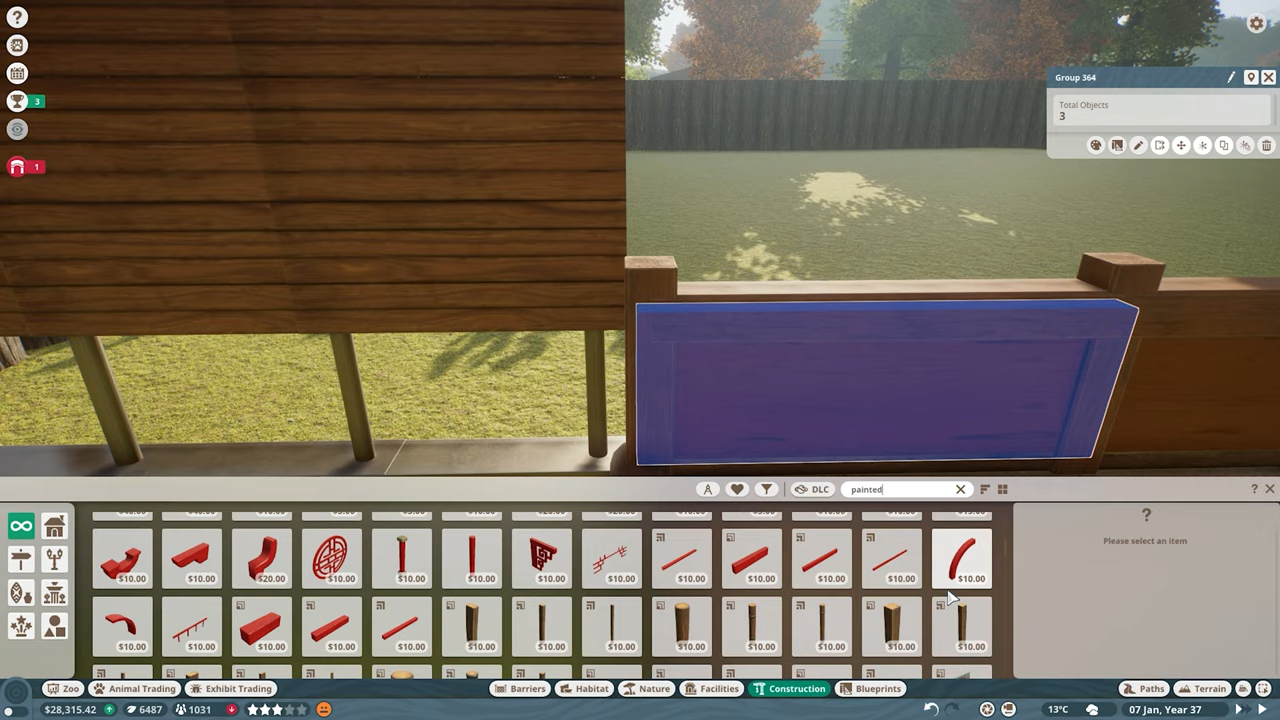 ?
3
1
Group 364
Total Objects
3
DLC
painted
?
$10.00 $10.00 $20.00 $10.00 $10.00 $10.00 $10.00 $10.00 $10.00 $10.00 $10.00 $10.00 $10.00
?
Please select an item
$10.00 $10.00 $10.00 $10.00 $10.00 $10.00 $10.00 $10.00 $10.00 $10.00 $10.00 $10.00 $10.00
Zoo Animal Trading Exhibit Trading Barriers Habitat Nature Facilities Construction Blueprints Paths Terrain
$28,315.42 6487 1031 13°C 07 Jan, Year 37